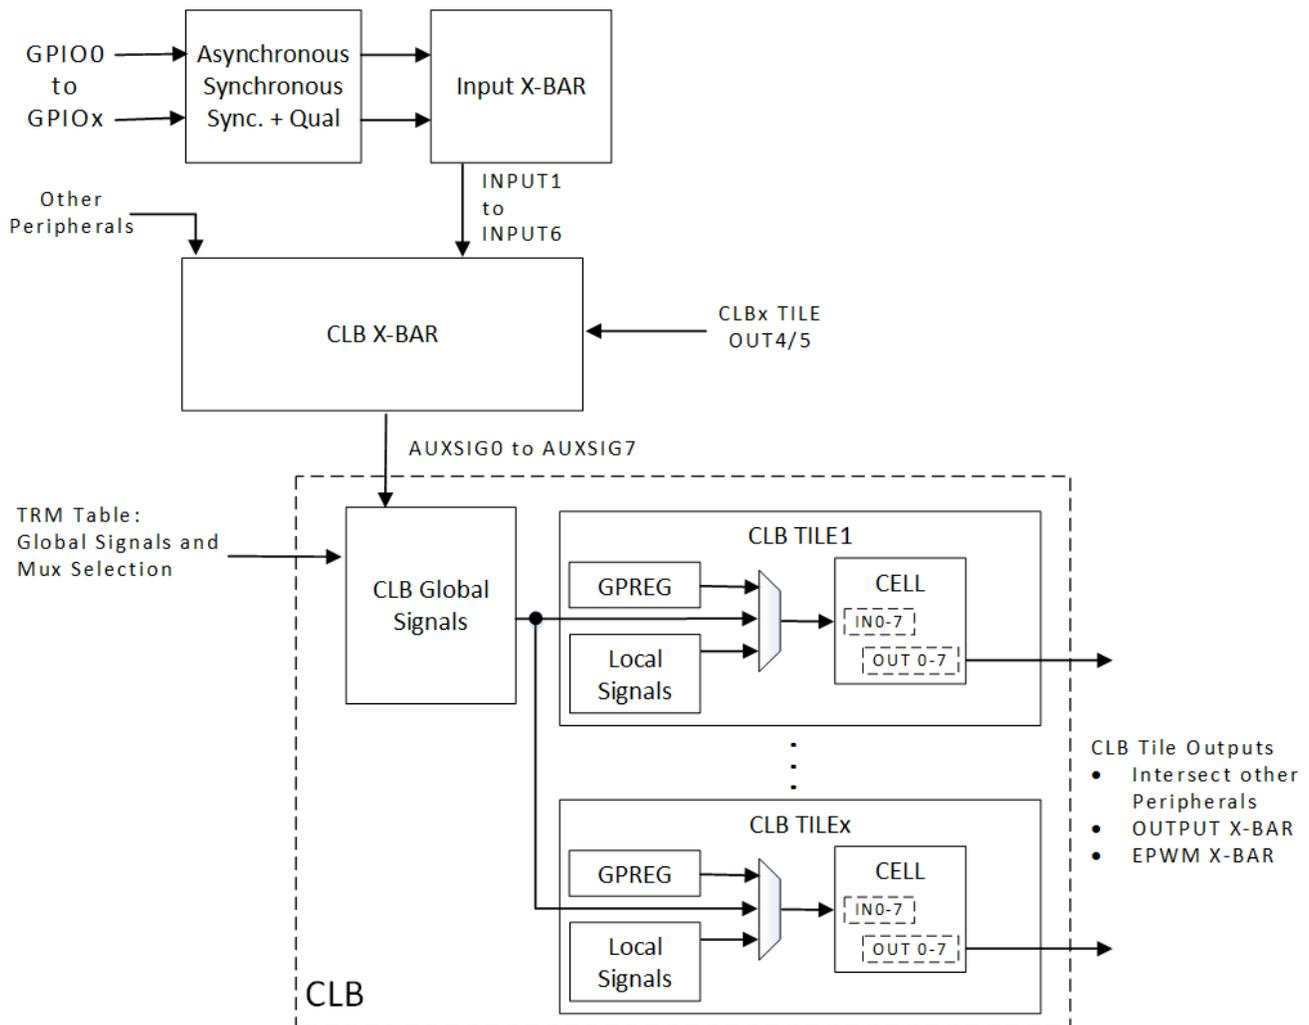 GPIO0
to
GPIOx
Asynchronous
Synchronous
Sync. + Qual
Input X-BAR
INPUT1
to
INPUT6
Other
Peripherals
CLB X-BAR
CLBx TILE
OUT4/5
AUXSIG0 to AUXSIG7
TRM Table:
Global Signals and
Mux Selection
CLB Global
Signals
CLB TILE1
GPREG
Local
Signals
CELL
IN0-7
OUT 0-7
CLB TILEx
GPREG
Local
Signals
CELL
IN0-7
OUT 0-7
CLB Tile Outputs
• Intersect other
Peripherals
• OUTPUT X-BAR
• EPWM X-BAR
CLB